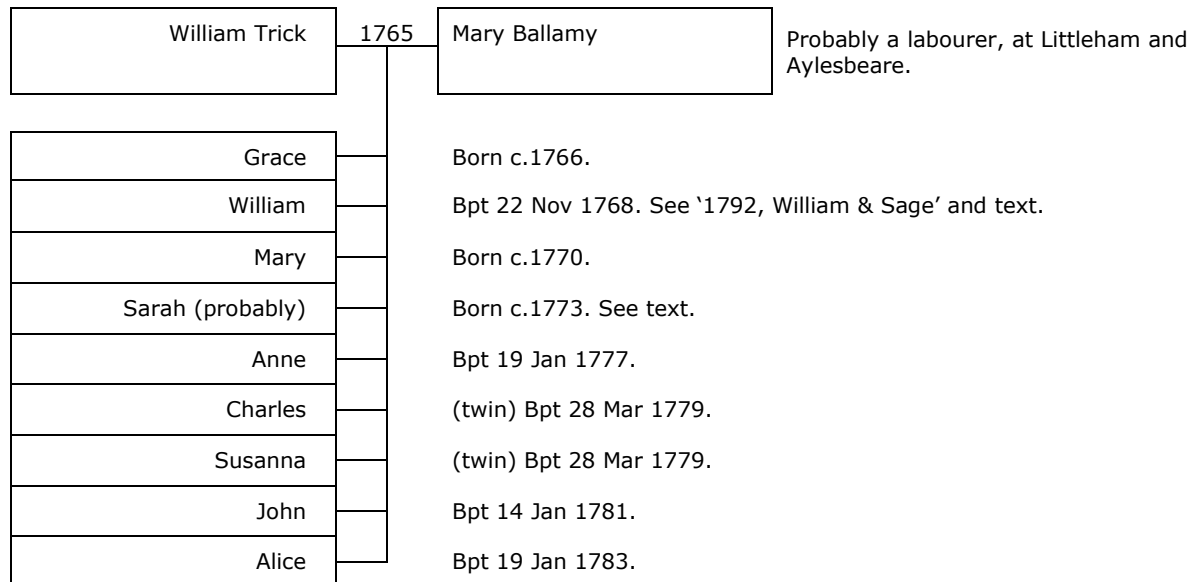 William Trick 1765 Mary Ballamy
Probably a labourer, at Littleham and
Aylesbeare.
Grace Born c.1766.
William Bpt 22 Nov 1768. See ‘1792, William & Sage’ and text.
Mary Born c.1770.
Sarah (probably) Born c.1773. See text.
Anne Bpt 19 Jan 1777.
Charles (twin) Bpt 28 Mar 1779.
Susanna (twin) Bpt 28 Mar 1779.
John Bpt 14 Jan 1781.
Alice Bpt 19 Jan 1783.